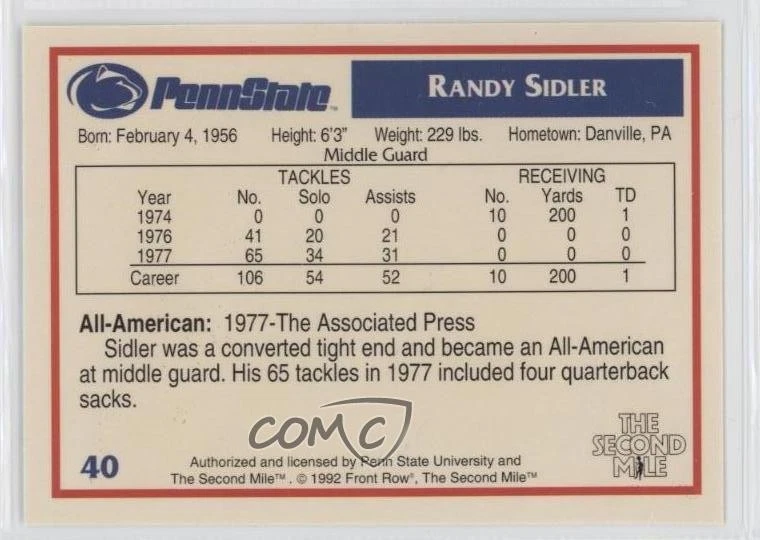 PennState™ RANDY SIDLER
Born: February 4, 1956 Height: 6'3" Weight: 229 lbs. Hometown: Danville, PA
Middle Guard
TACKLES RECEIVING
Year No. Solo Assists No. Yards TD
1974 0 0 0 10 200 1
1976 41 20 21 0 0 0
1977 65 34 31 0 0 0
Career 106 54 52 10 200 1
All-American: 1977-The Associated Press
Sidler was a converted tight end and became an All-American
at middle guard. His 65 tackles in 1977 included four quarterback
sacks.
COMC
THE
SECOND
MILE
40
Authorized and licensed by Penn State University and
The Second Mile™. © 1992 Front Row®, The Second Mile™